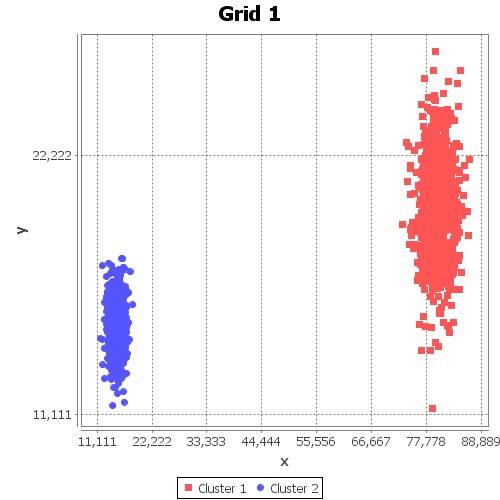 Grid 1
22,222
y
11,111
11,111 22,222 33,333 44,444 55,556 66,667 77,778 88,889
x
Cluster 1 Cluster 2